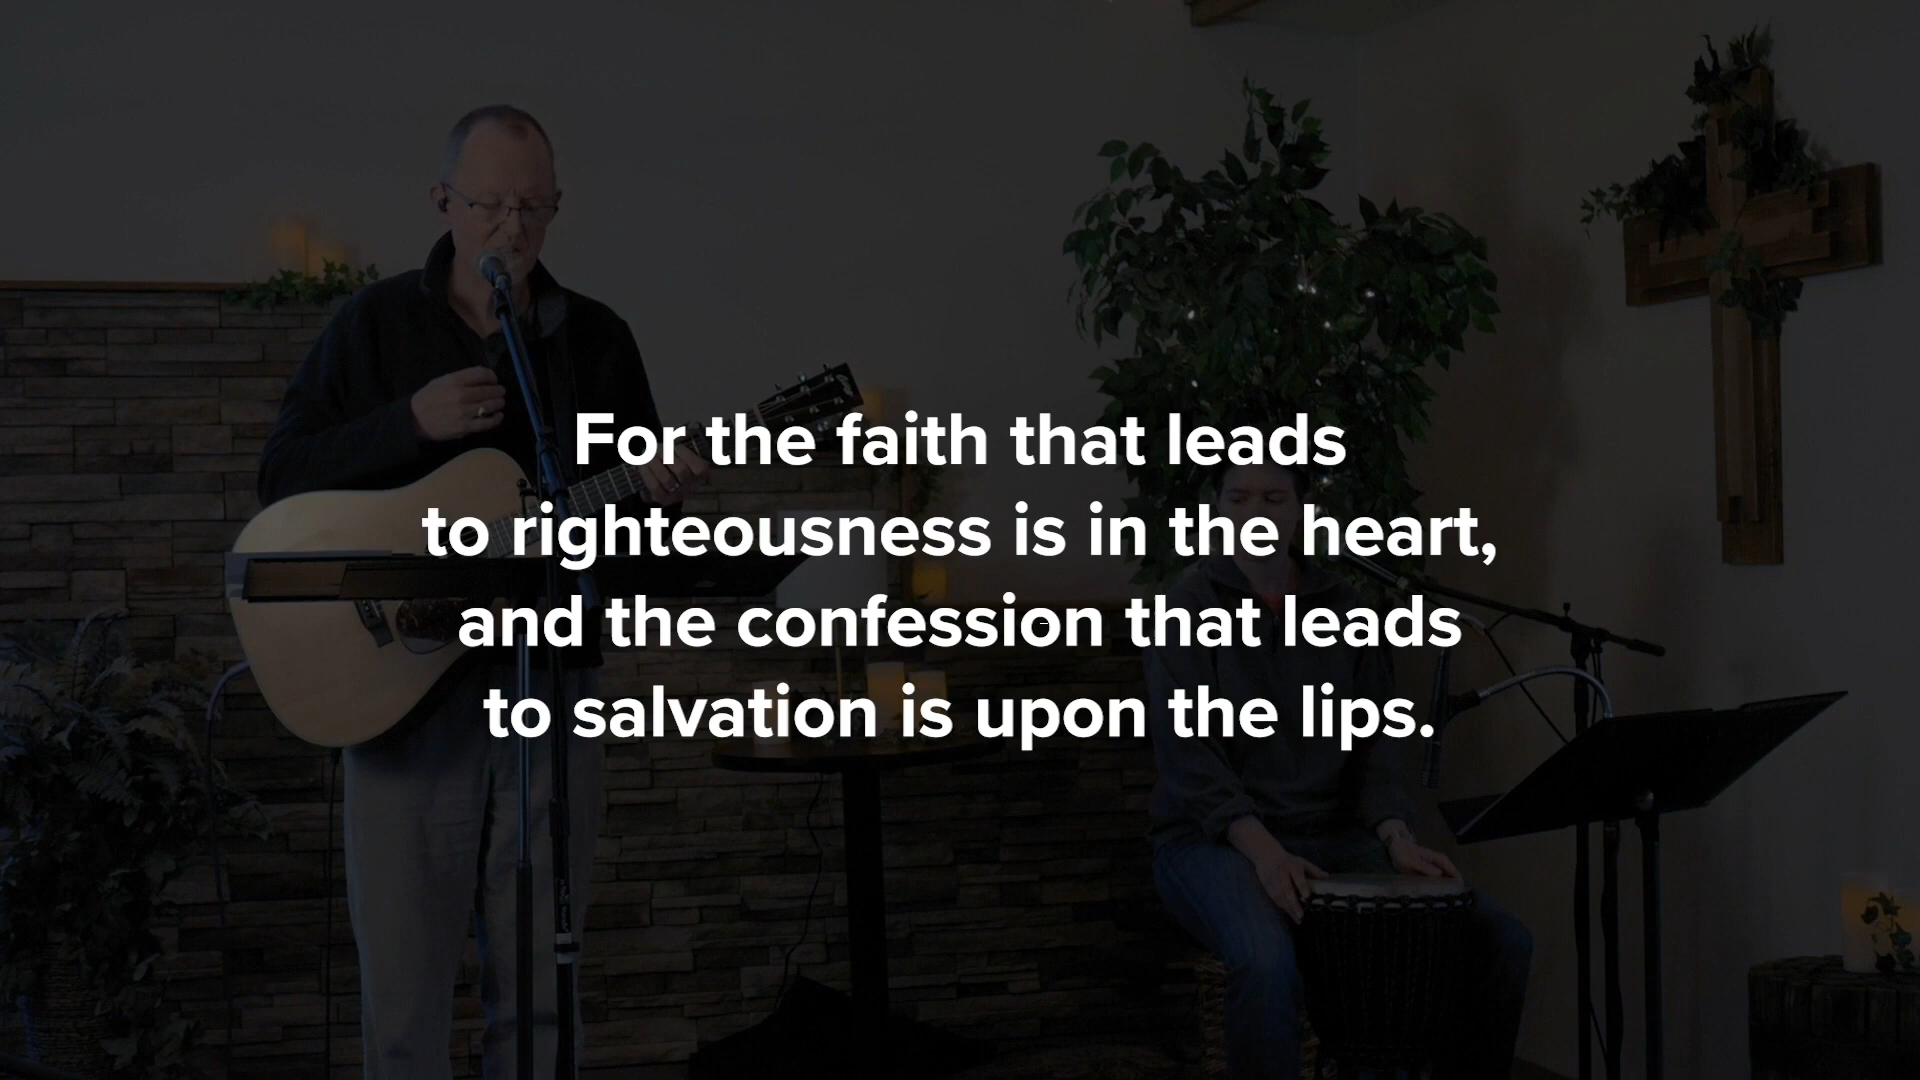 For the faith that leads
to righteousness is in the heart,
and the confession that leads
to salvation is upon the lips.